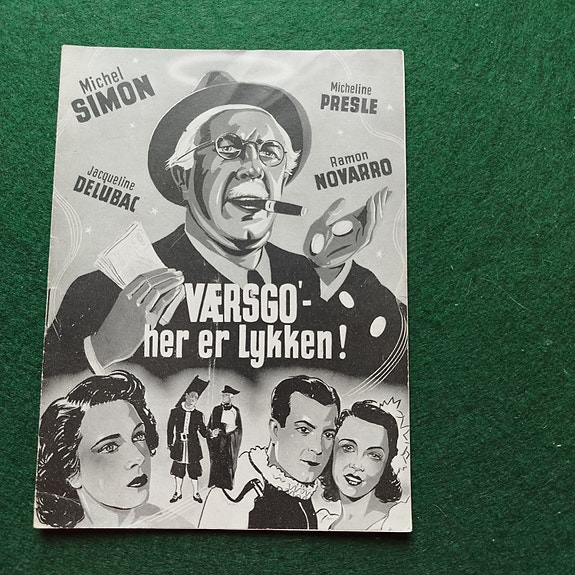 Michel
SIMON
Micheline
PRESLE
Jacqueline
DELUBAC
Ramon
NOVARRO
VÆRSGO'-
her er Lykken!